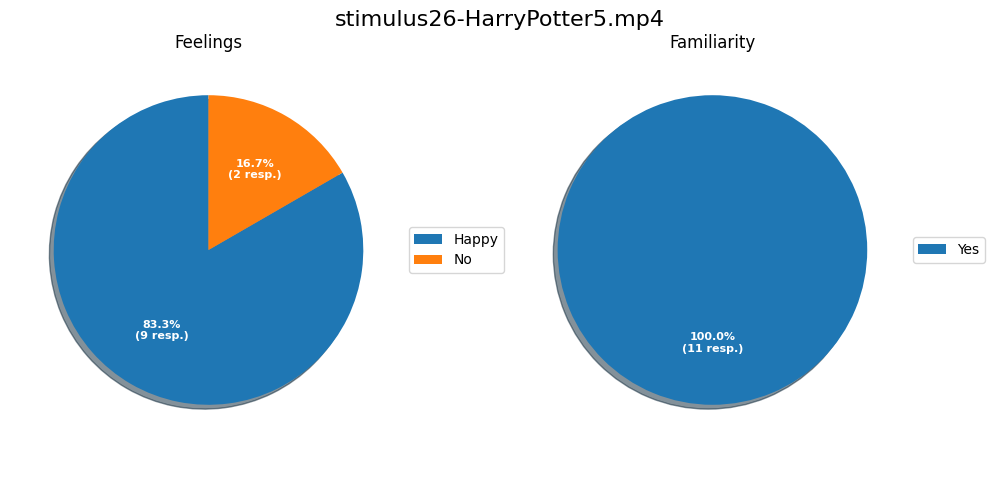 stimulus26-HarryPotter5.mp4
Feelings
16.7%
(2 resp.)
83.3%
(9 resp.)
Happy
No
Familiarity
100.0%
(11 resp.)
Yes